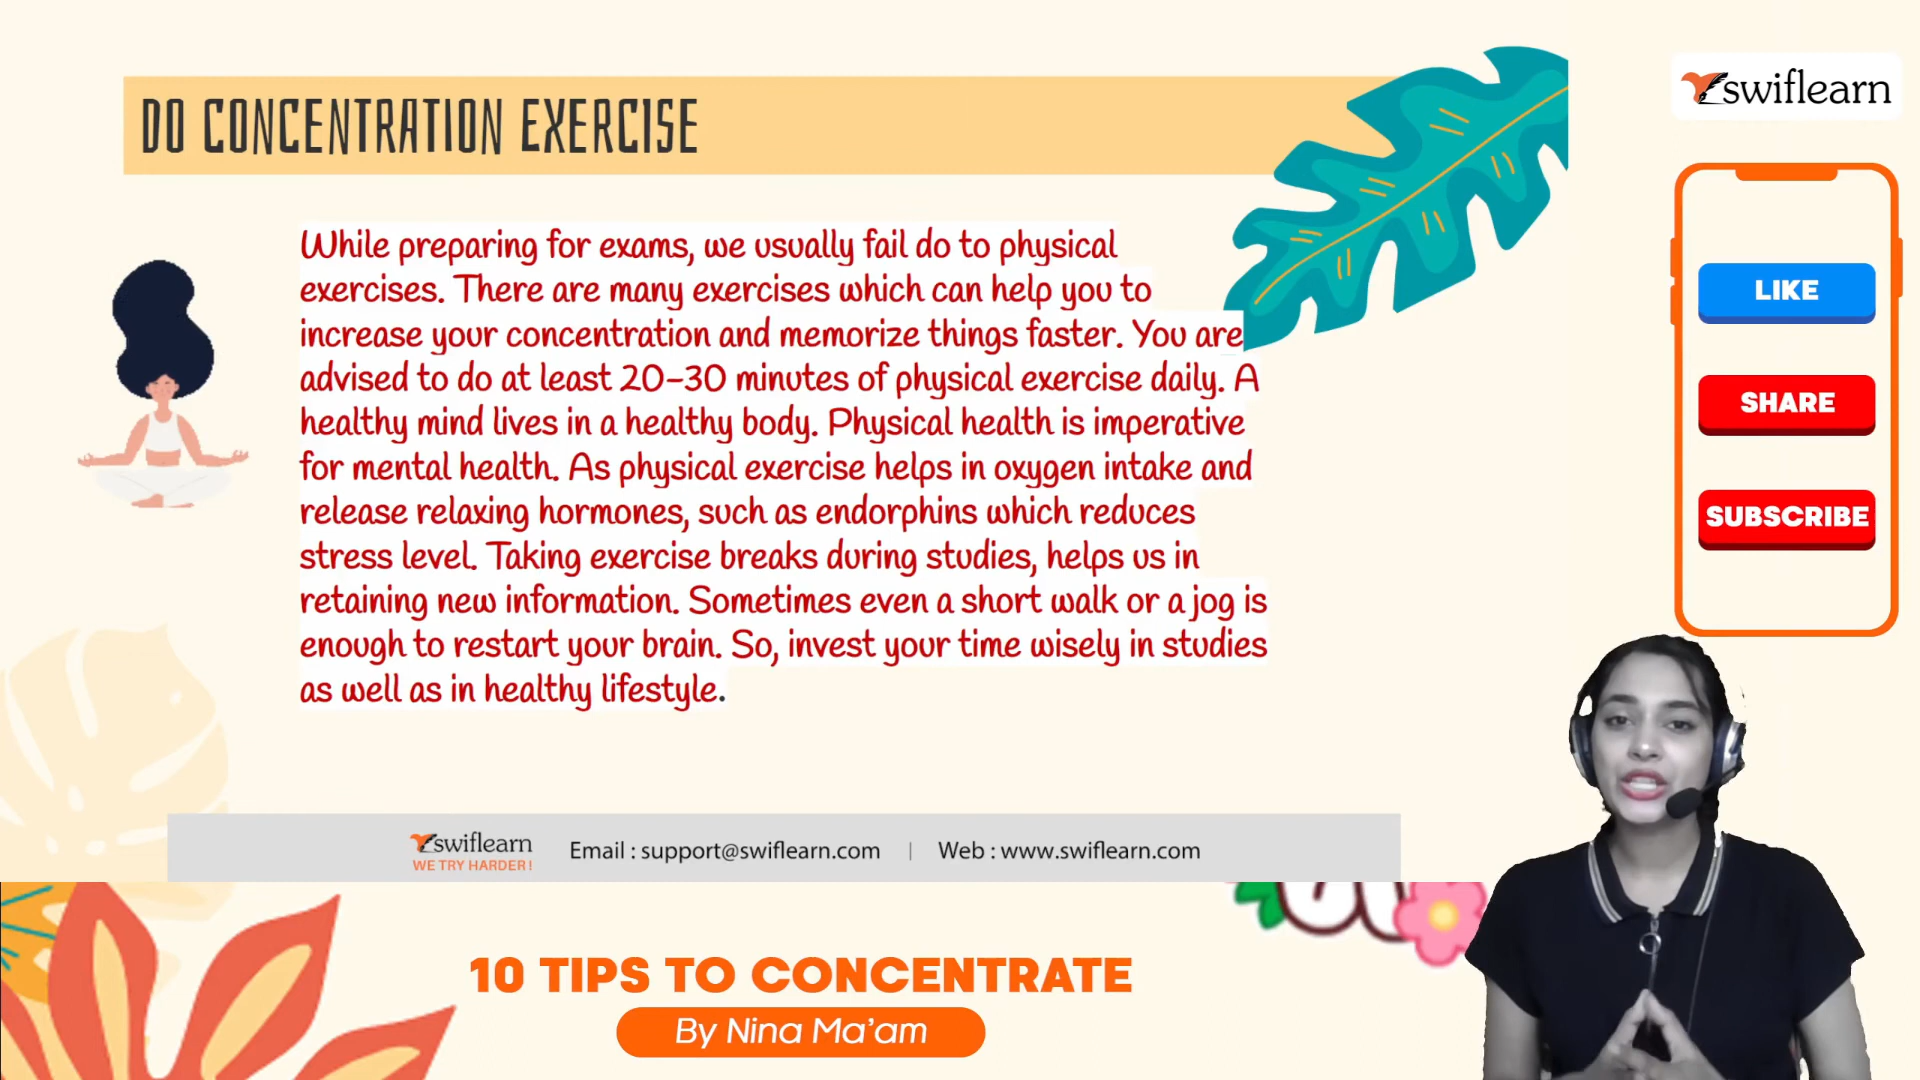 DO CONCENTRATION EXERCISE
swiflearn
While preparing for exams, we usually fail do to physical
exercises. There are many exercises which can help you to
increase your concentration and memorize things faster. You are
advised to do at least 20-30 minutes of physical exercise daily. A
healthy mind lives in a healthy body. Physical health is imperative
for mental health. As physical exercise helps in oxygen intake and
release relaxing hormones, such as endorphins which reduces
stress level. Taking exercise breaks during studies, helps us in
retaining new information. Sometimes even a short walk or a jog is
enough to restart your brain. So, invest your time wisely in studies
as well as in healthy lifestyle.
LIKE
SHARE
SUBSCRIBE
swiflearn
WE TRY HARDER!
Email : support@swiflearn.com | Web : www.swiflearn.com
10 TIPS TO CONCENTRATE
By Nina Ma'am